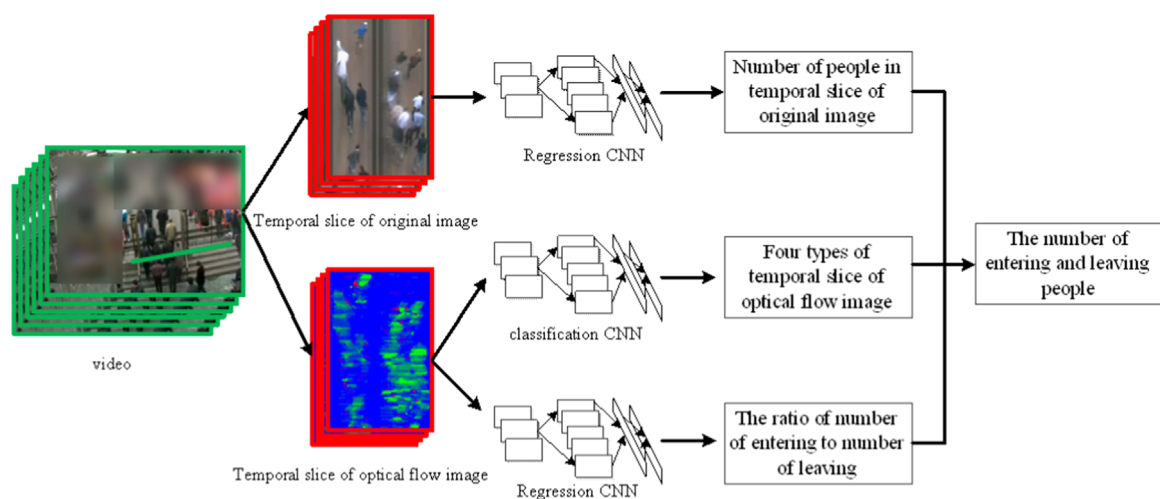 Number of people in
temporal slice of
original image
Regression CNN
Temporal slice of original image
The number of
entering and leaving
people
Four types of
temporal slice of
optical flow image
classification CNN
video
The ratio of number
of entering to number
of leaving
Temporal slice of optical flow image
Regression CNN